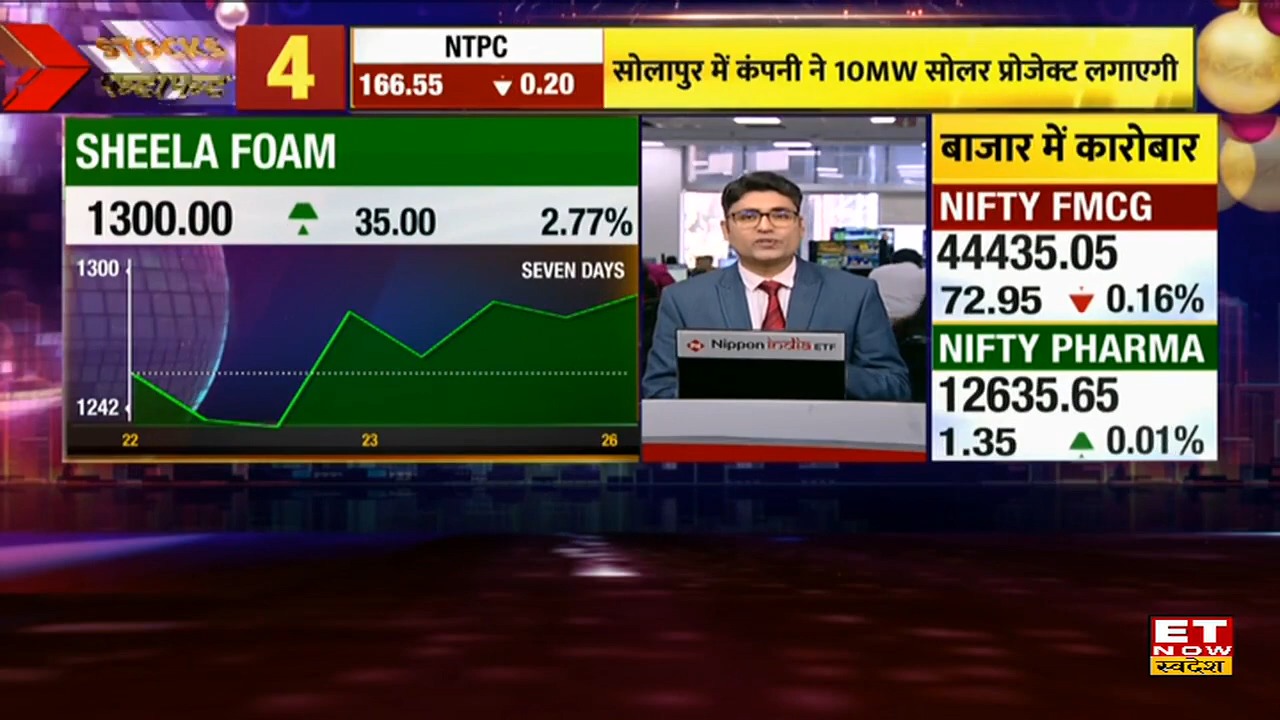 4
NTPC
166.55 0.20
सोलापुर में कंपनी ने 10MW सोलर प्रोजेक्ट लगाएगी
SHEELA FOAM
1300.00 35.00 2.77%
SEVEN DAYS
1300
1242
22 23 26
Nippon india ETF
बाजार में कारोबार
NIFTY FMCG
44435.05
72.95 0.16%
NIFTY PHARMA
12635.65
1.35 0.01%
ET
NOW
स्वदेश